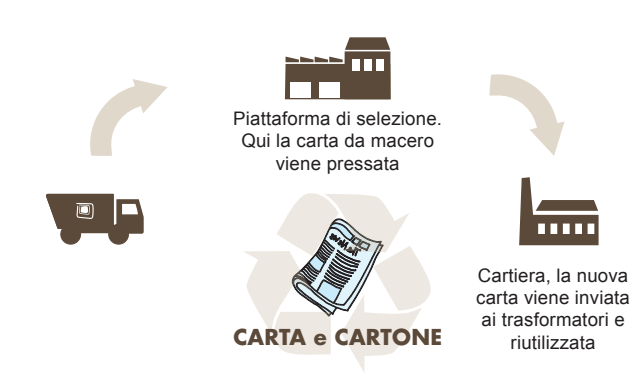 Piattaforma di selezione.
Qui la carta da macero
viene pressata
Cartiera, la nuova
carta viene inviata
ai trasformatori e
riutilizzata
CARTA e CARTONE